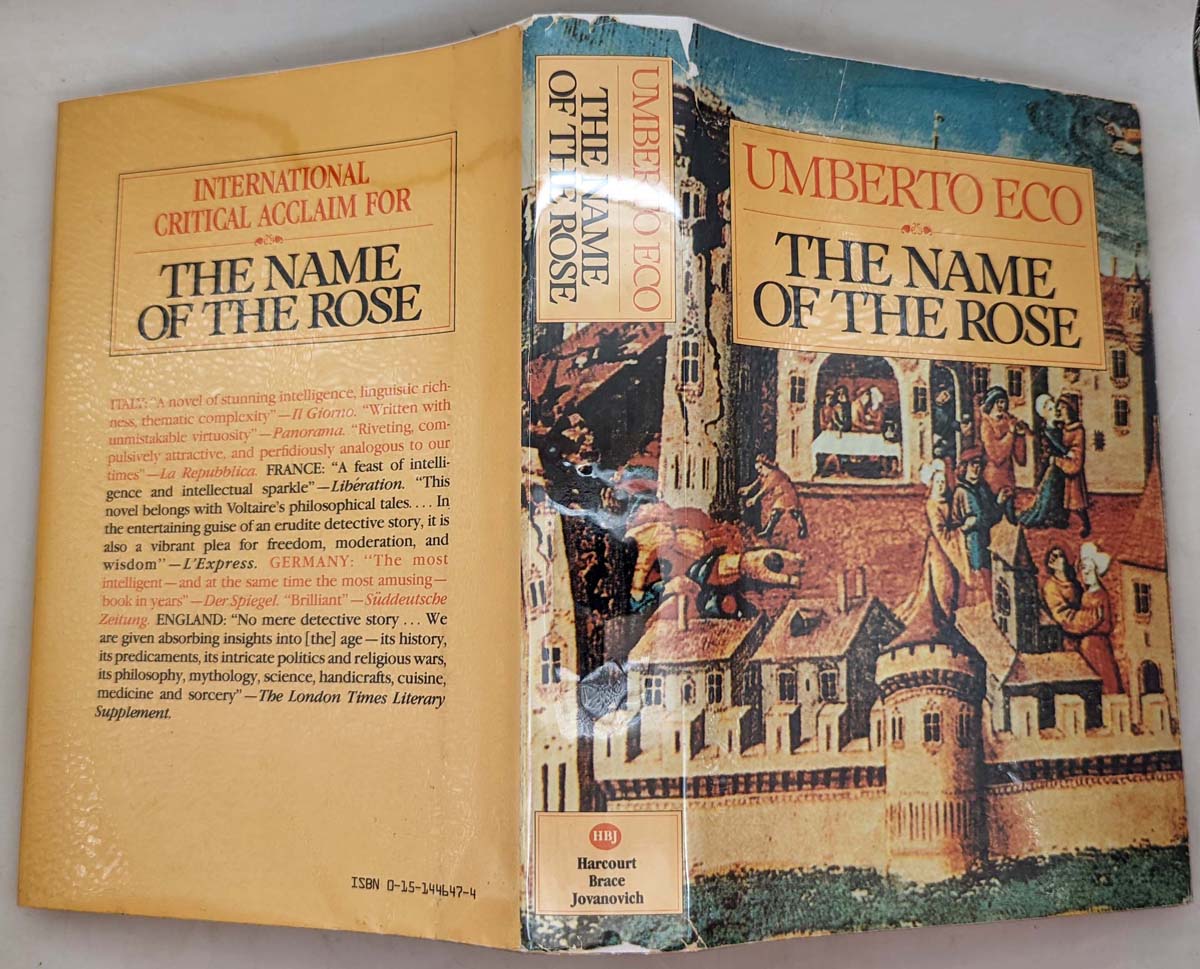 INTERNATIONAL
CRITICAL ACCLAIM FOR
THE NAME
OF THE ROSE
ITALY: "A novel of stunning intelligence, linguistic rich-
ness, thematic complexity"—Il Giorno. "Written with
unmistakable virtuosity"—Panorama. "Riveting, com-
pulsively attractive, and perfidiously analogous to our
times"—La Repubblica. FRANCE: "A feast of intelli-
gence and intellectual sparkle"—Libération. "This
novel belongs with Voltaire's philosophical tales.... In
the entertaining guise of an erudite detective story, it is
also a vibrant plea for freedom, moderation, and
wisdom"—L'Express. GERMANY: "The most
intelligent—and at the same time the most amusing—
book in years"—Der Spiegel. "Brilliant"—Süddeutsche
Zeitung. ENGLAND: "No mere detective story ... We
are given absorbing insights into [the] age—its history,
its predicaments, its intricate politics and religious wars,
its philosophy, mythology, science, handicrafts, cuisine,
medicine and sorcery"—The London Times Literary
Supplement.
ISBN 0-15-144647-4
UMBERTO ECO
THE NAME
OF THE ROSE
HBJ
Harcourt
Brace
Jovanovich
UMBERTO ECO
THE NAME
OF THE ROSE